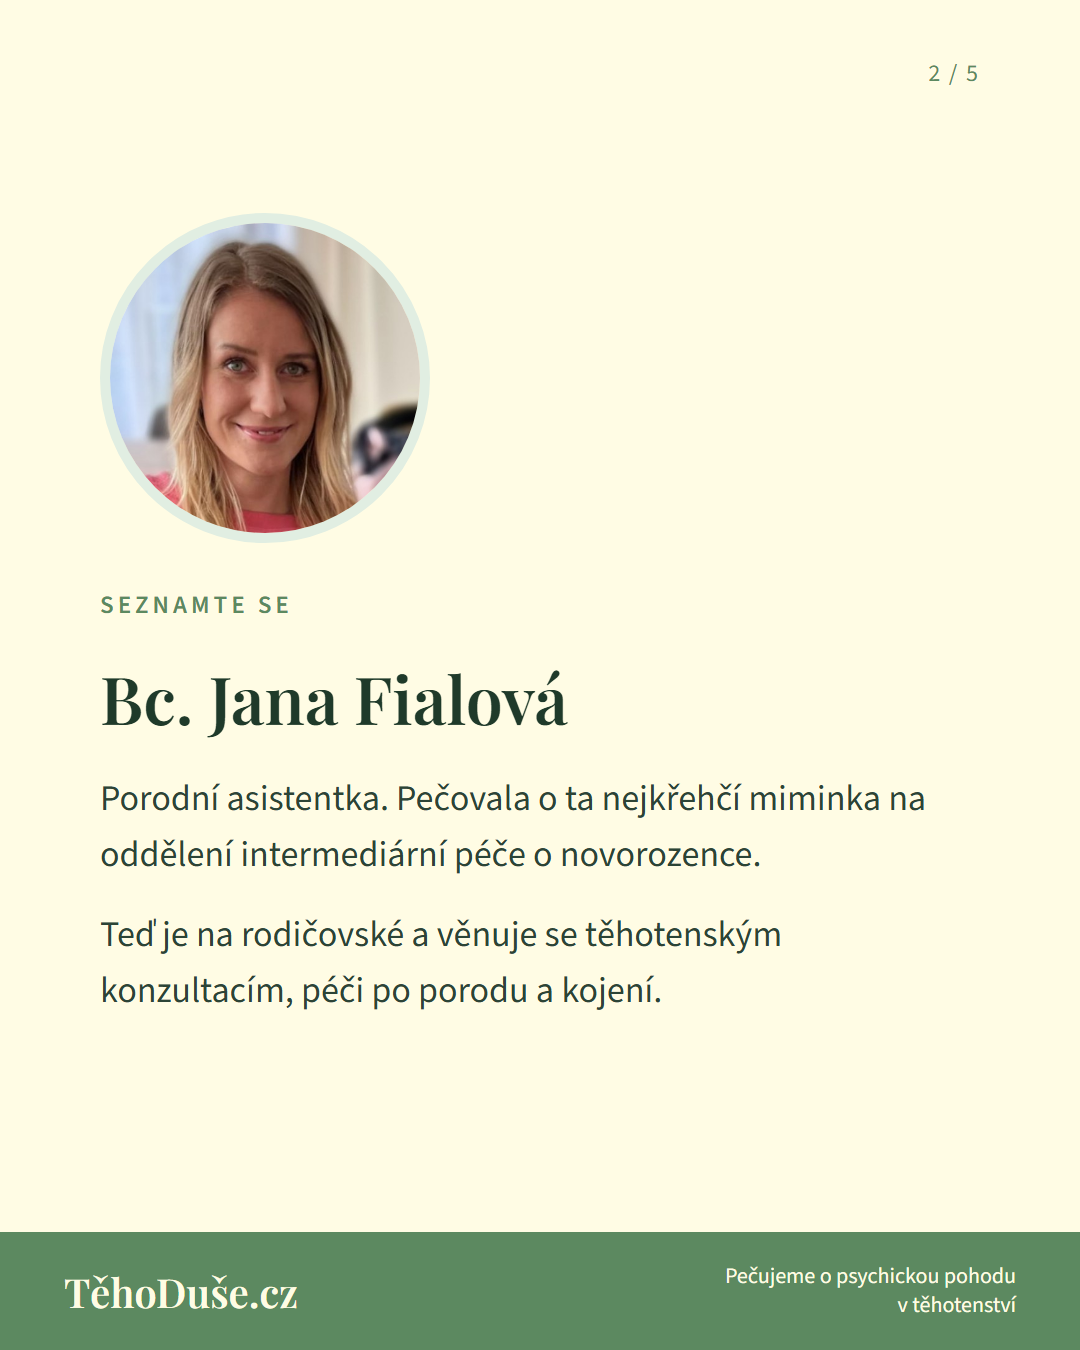 2 / 5
SEZNAMTE SE
Bc. Jana Fialová
Porodní asistentka. Pečovala o ta nejkřehčí miminka na
oddělení intermediární péče o novorozence.
Teď je na rodičovské a věnuje se těhotenským
konzultacím, péči po porodu a kojení.
TěhoDuše.cz
Pečujeme o psychickou pohodu
v těhotenství